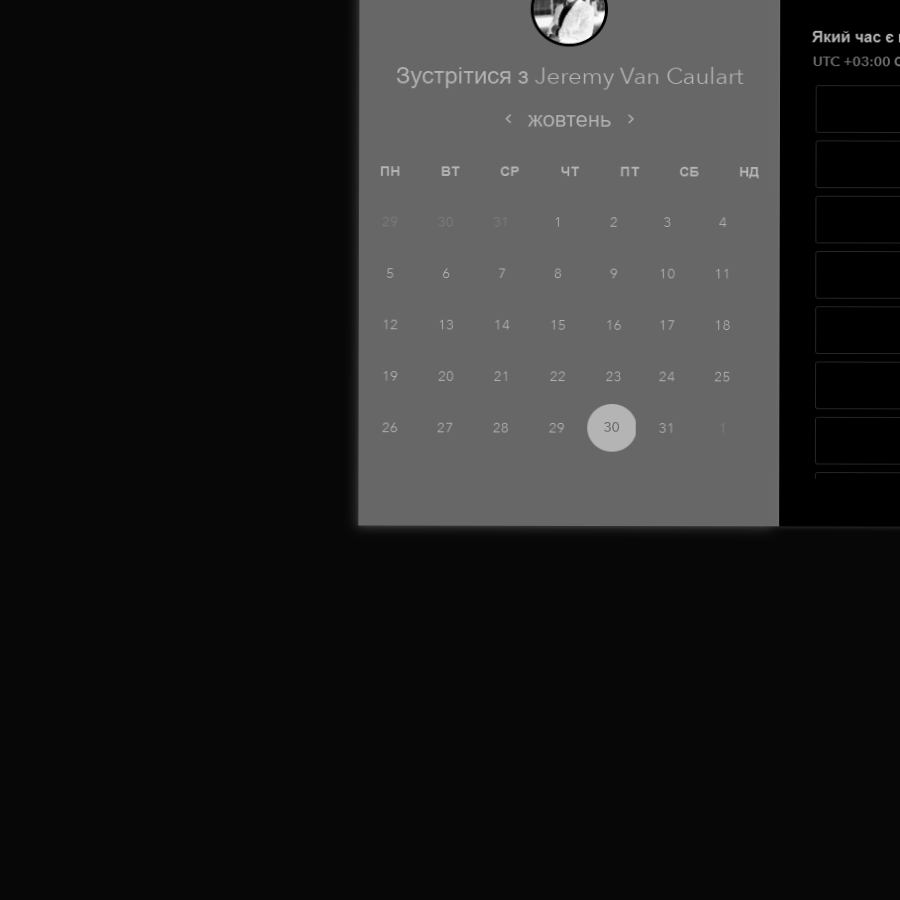 Зустрітися з Jeremy Van Caulart
< жовтень >
ПН ВТ СР ЧТ ПТ СБ НД
29 30 31 1 2 3 4
5 6 7 8 9 10 11
12 13 14 15 16 17 18
19 20 21 22 23 24 25
26 27 28 29 30 31 1
Який час є
UTC +03:00